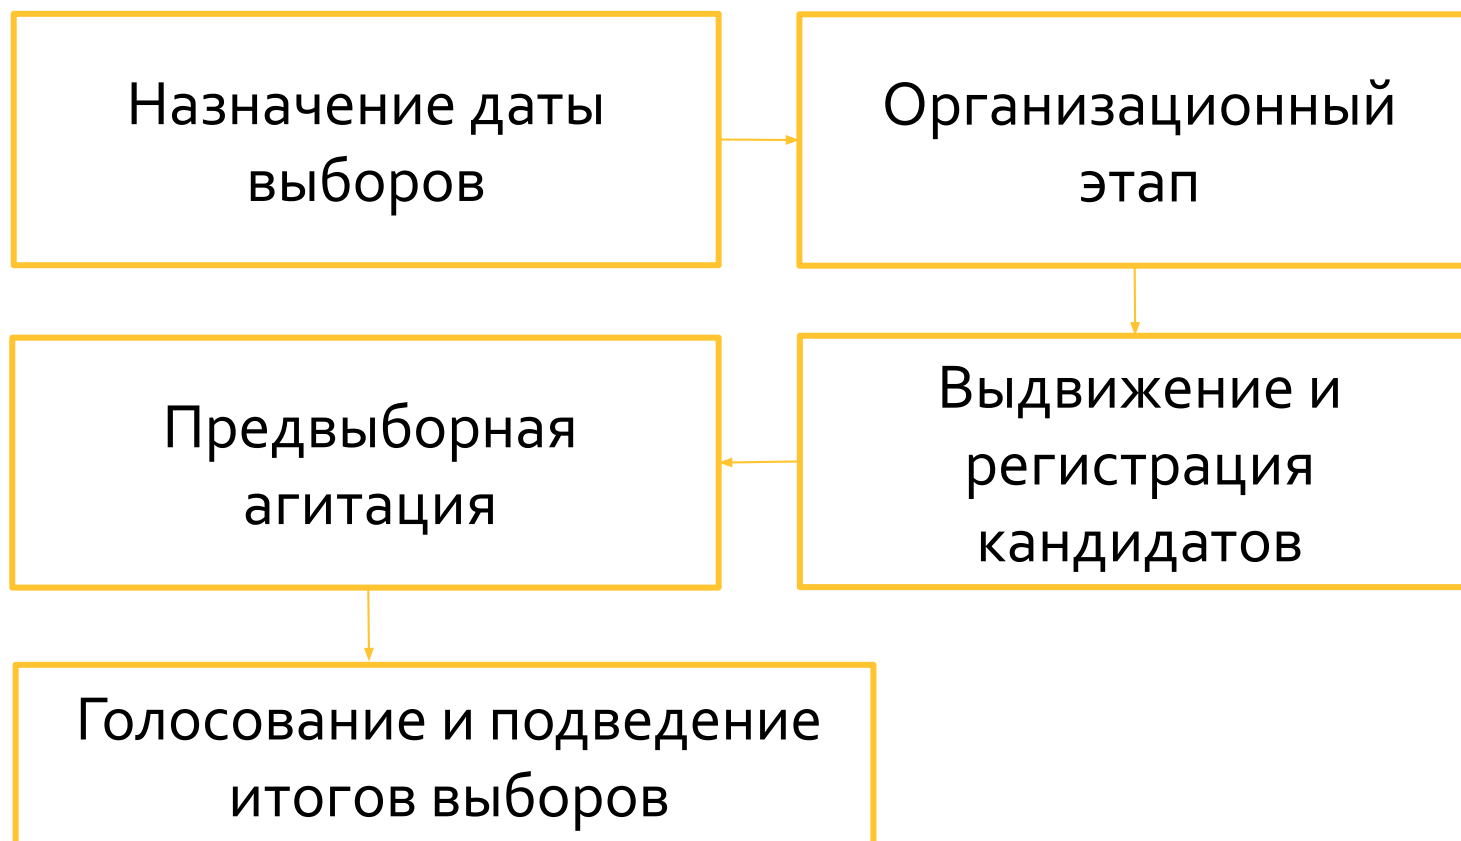 Назначение даты
выборов
Организационный
этап
Выдвижение и
регистрация
кандидатов
Предвыборная
агитация
Голосование и подведение
итогов выборов